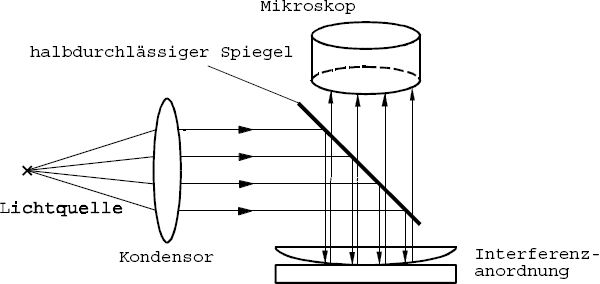 Mikroskop
halbdurchlässiger Spiegel
Lichtquelle
Kondensor
Interferenz-
anordnung